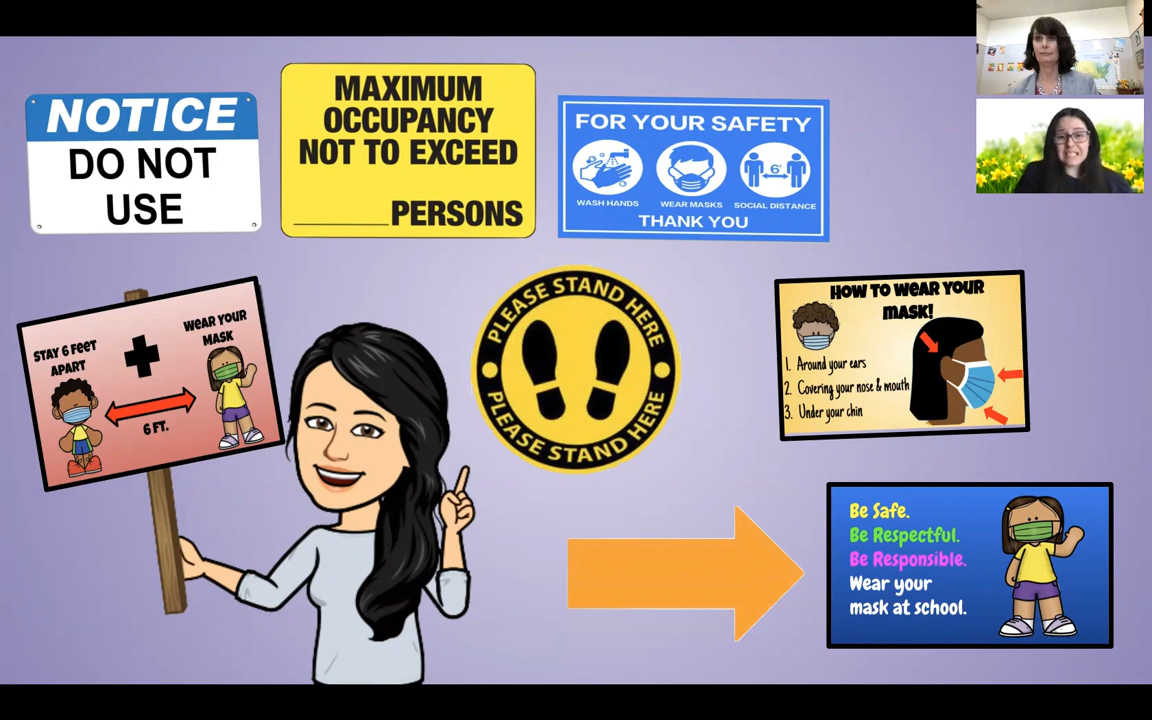 NOTICE
DO NOT
USE
MAXIMUM
OCCUPANCY
NOT TO EXCEED
PERSONS
FOR YOUR SAFETY
6'
WASH HANDS
WEAR MASKS
SOCIAL DISTANCE
THANK YOU
STAY 6 FEET
APART
WEAR YOUR
MASK
6 FT.
PLEASE STAND HERE
PLEASE STAND HERE
HOW TO WEAR YOUR
MASK!
1. Around your ears
2. Covering your nose & mouth
3. Under your chin
Be Safe.
Be Respectful.
Be Responsible.
Wear your
mask at school.